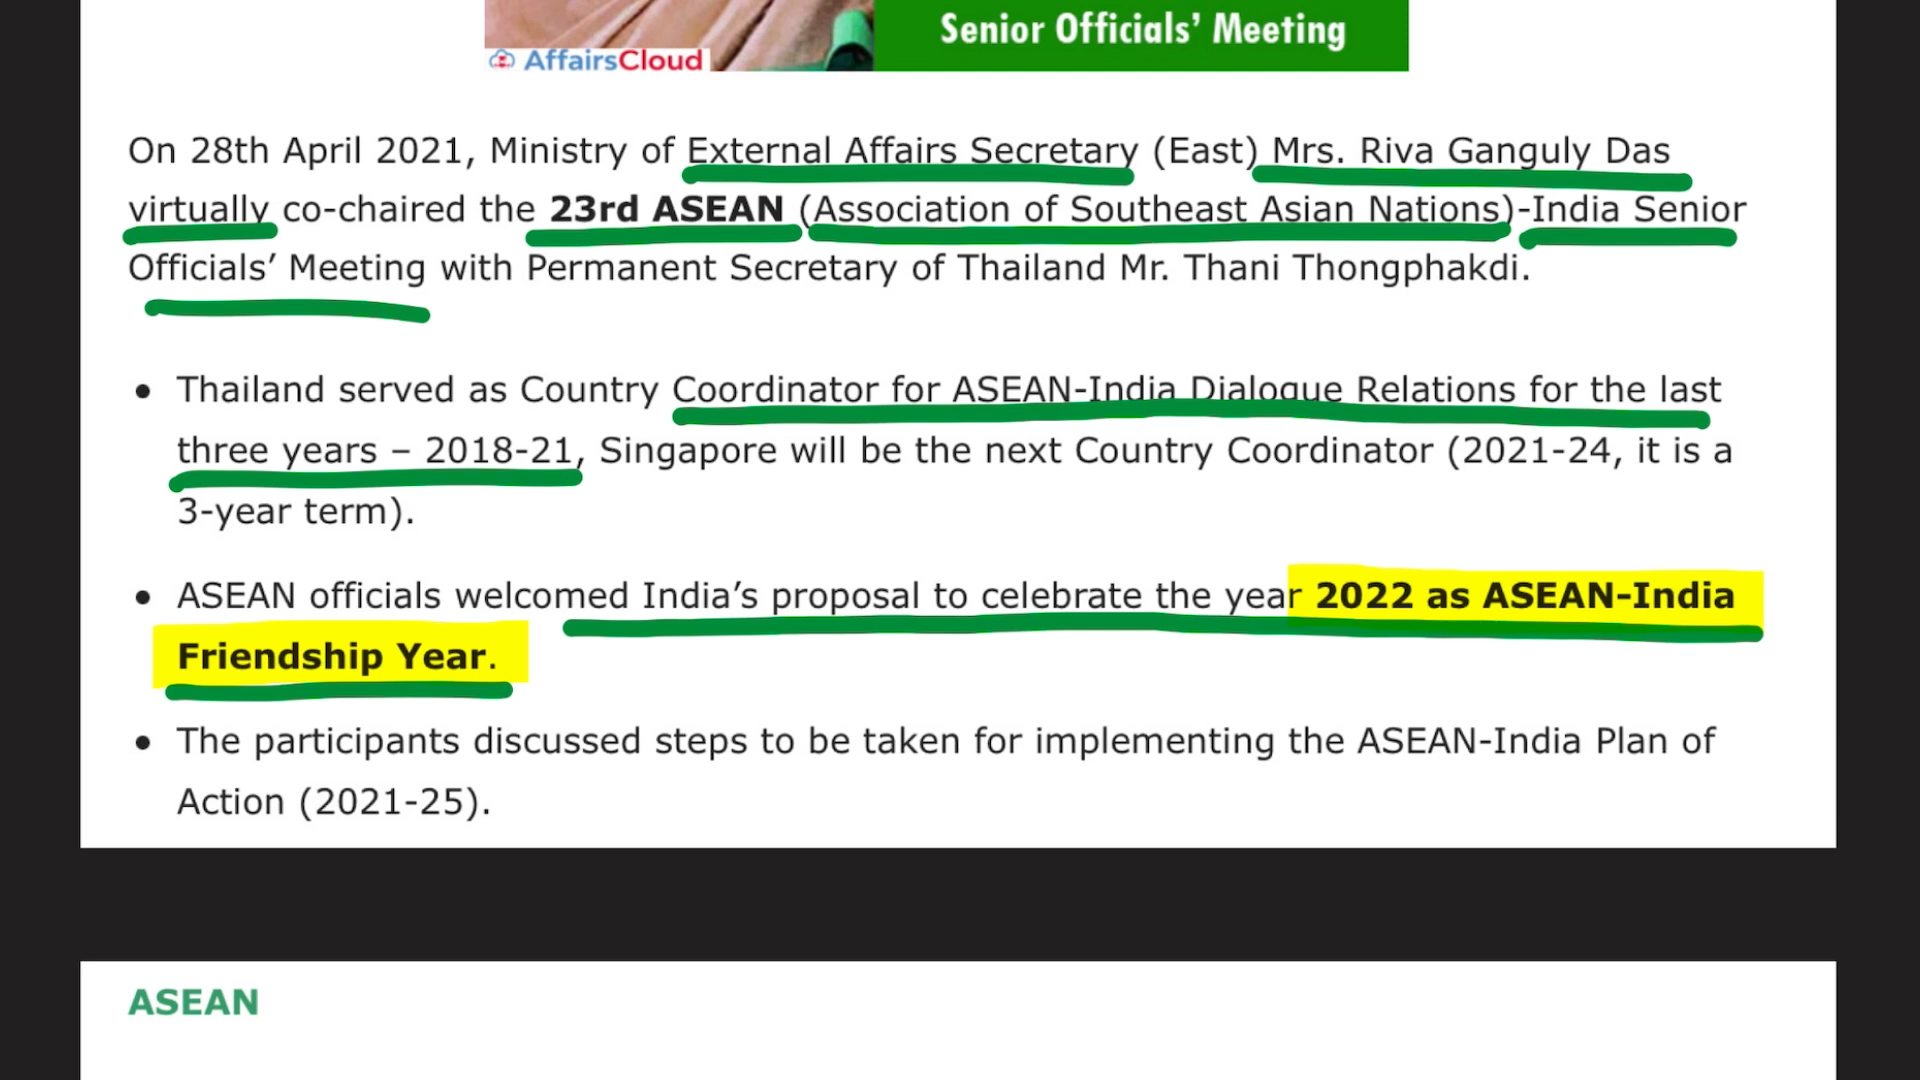 Senior Officials’ Meeting
AffairsCloud
On 28th April 2021, Ministry of External Affairs Secretary (East) Mrs. Riva Ganguly Das
virtually co-chaired the 23rd ASEAN (Association of Southeast Asian Nations)-India Senior
Officials’ Meeting with Permanent Secretary of Thailand Mr. Thani Thongphakdi.
• Thailand served as Country Coordinator for ASEAN-India Dialogue Relations for the last
three years – 2018-21, Singapore will be the next Country Coordinator (2021-24, it is a
3-year term).
• ASEAN officials welcomed India’s proposal to celebrate the year 2022 as ASEAN-India
Friendship Year.
• The participants discussed steps to be taken for implementing the ASEAN-India Plan of
Action (2021-25).
ASEAN